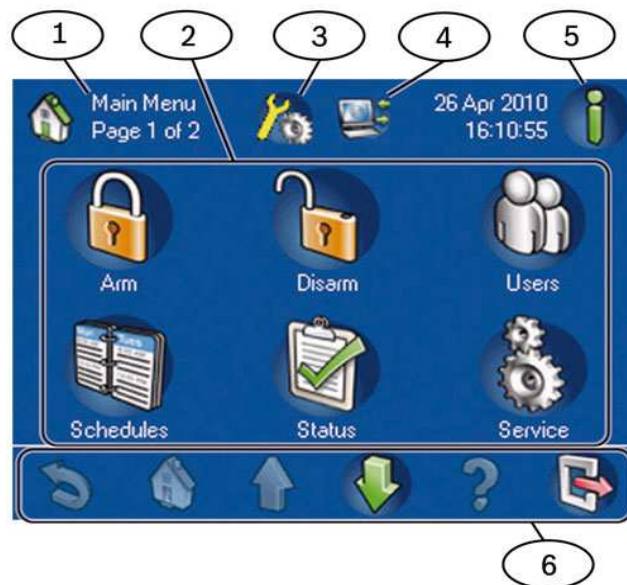 1
2
3
4
5
Main Menu
Page 1 of 2
26 Apr 2010
16:10:55
Arm
Disarm
Users
Schedules
Status
Service
6